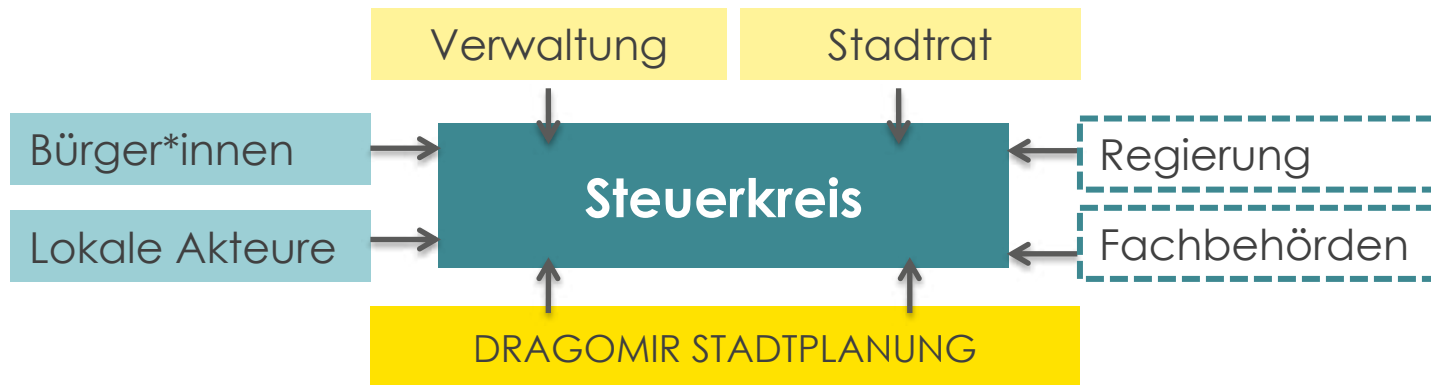 Verwaltung
Stadtrat
Bürger*innen
Steuerkreis
Regierung
Lokale Akteure
Fachbehörden
DRAGOMIR STADTPLANUNG